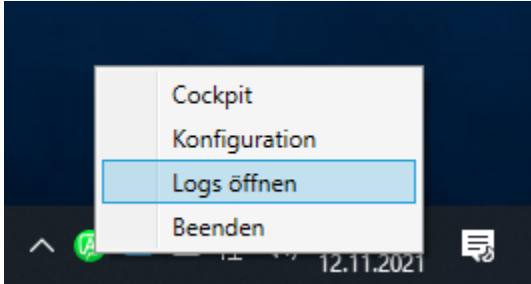 Cockpit
Konfiguration
Logs öffnen
Beenden
12.11.2021